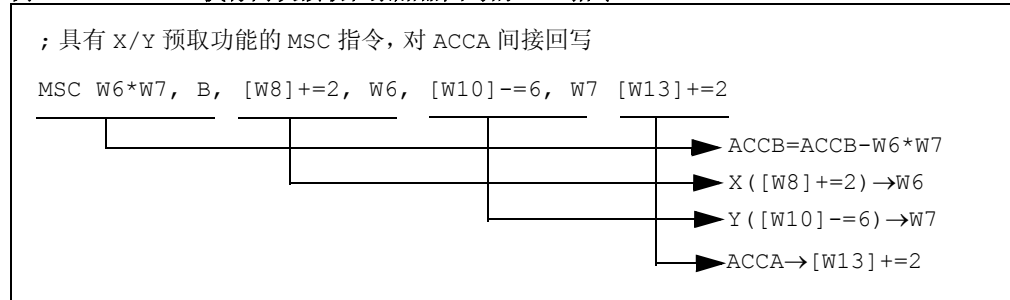 ; 具有 X/Y 预取功能的 MSC 指令，对 ACCA 间接回写
MSC W6*W7, B, [W8]+=2, W6, [W10]-=6, W7 [W13]+=2
ACCB=ACCB-W6*W7
X([W8]+=2)→W6
Y([W10]-=6)→W7
ACCA→[W13]+=2